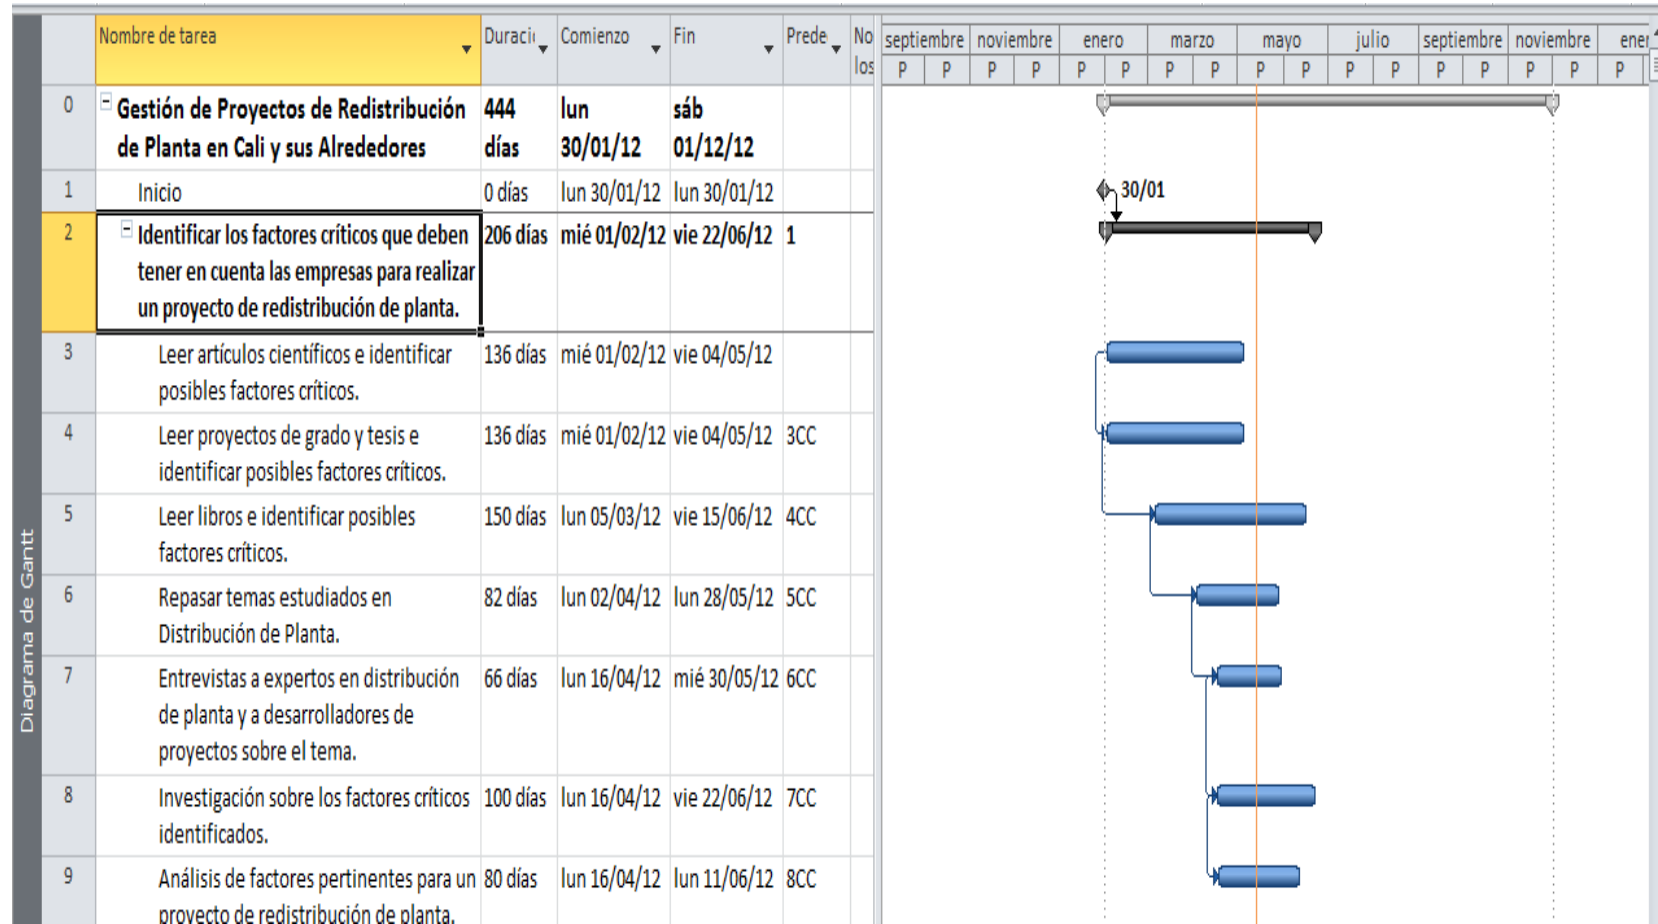 Nombre de tarea Duració Comienzo Fin Prede No
los
septiembre noviembre enero marzo mayo julio septiembre noviembre ener
P P P P P P P P P P P P P P P P P
0 Gestión de Proyectos de Redistribución 444 lun sáb
de Planta en Cali y sus Alrededores días 30/01/12 01/12/12
1 Inicio 0 días lun 30/01/12 lun 30/01/12
30/01
2 Identificar los factores críticos que deben 206 días mié 01/02/12 vie 22/06/12 1
tener en cuenta las empresas para realizar
un proyecto de redistribución de planta.
3 Leer artículos científicos e identificar 136 días mié 01/02/12 vie 04/05/12
posibles factores críticos.
4 Leer proyectos de grado y tesis e 136 días mié 01/02/12 vie 04/05/12 3CC
identificar posibles factores críticos.
5 Leer libros e identificar posibles 150 días lun 05/03/12 vie 15/06/12 4CC
factores críticos.
6 Repasar temas estudiados en 82 días lun 02/04/12 lun 28/05/12 5CC
Distribución de Planta.
7 Entrevistas a expertos en distribución 66 días lun 16/04/12 mié 30/05/12 6CC
de planta y a desarrolladores de
proyectos sobre el tema.
8 Investigación sobre los factores críticos 100 días lun 16/04/12 vie 22/06/12 7CC
identificados.
9 Análisis de factores pertinentes para un 80 días lun 16/04/12 lun 11/06/12 8CC
proyecto de redistribución de planta.
Diagrama de Gantt